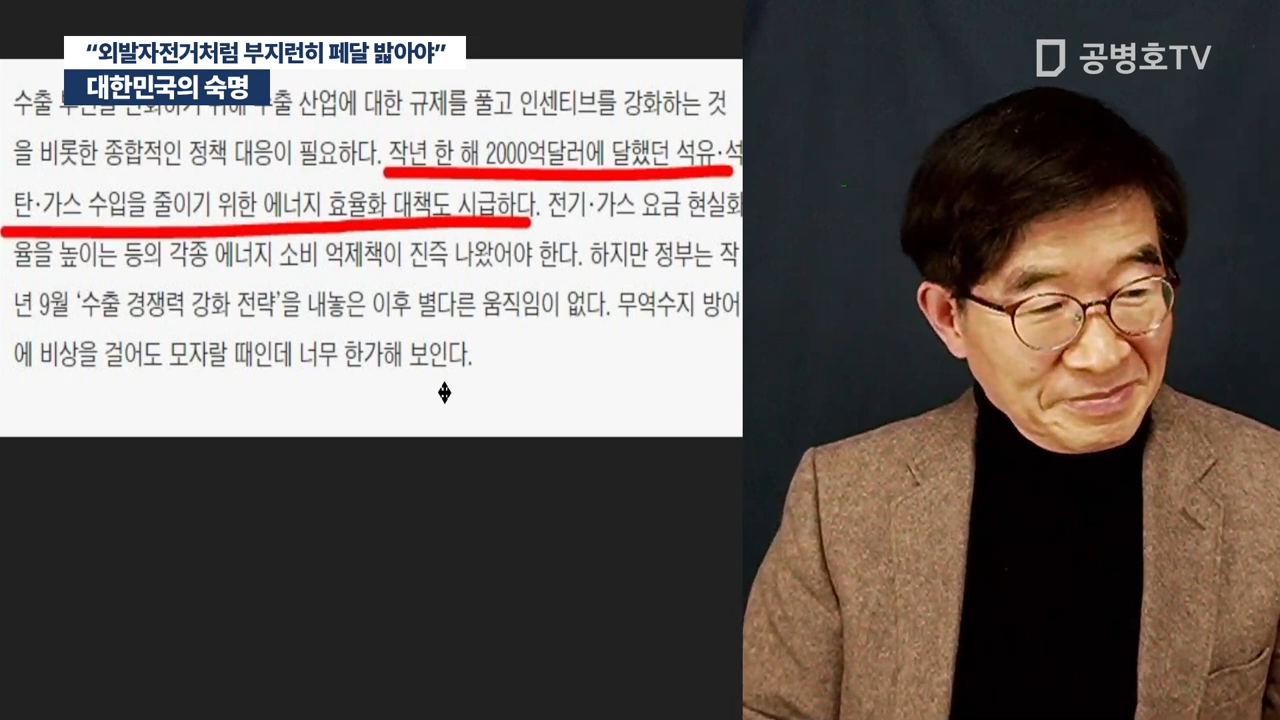 “외발자전거처럼 부지런히 페달 밟아야”
대한민국의 숙명
공병호TV
수출 산업에 대한 규제를 풀고 인센티브를 강화하는 것
을 비롯한 종합적인 정책 대응이 필요하다. 작년 한 해 2000억달러에 달했던 석유·석
탄·가스 수입을 줄이기 위한 에너지 효율화 대책도 시급하다. 전기·가스 요금 현실화
율을 높이는 등의 각종 에너지 소비 억제책이 진즉 나왔어야 한다. 하지만 정부는 작
년 9월 ‘수출 경쟁력 강화 전략’을 내놓은 이후 별다른 움직임이 없다. 무역수지 방어
에 비상을 걸어도 모자랄 때인데 너무 한가해 보인다.